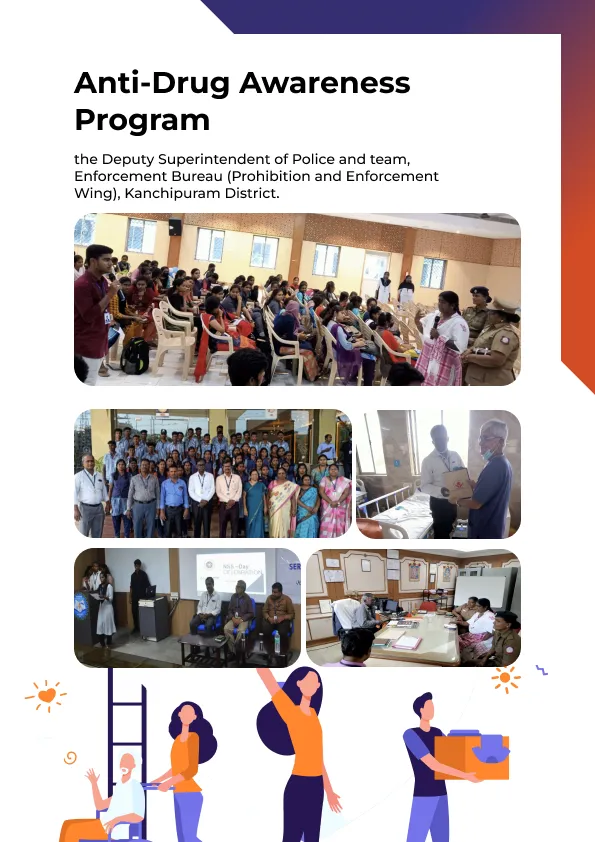 Anti-Drug Awareness
Program
the Deputy Superintendent of Police and team,
Enforcement Bureau (Prohibition and Enforcement
Wing), Kanchipuram District.